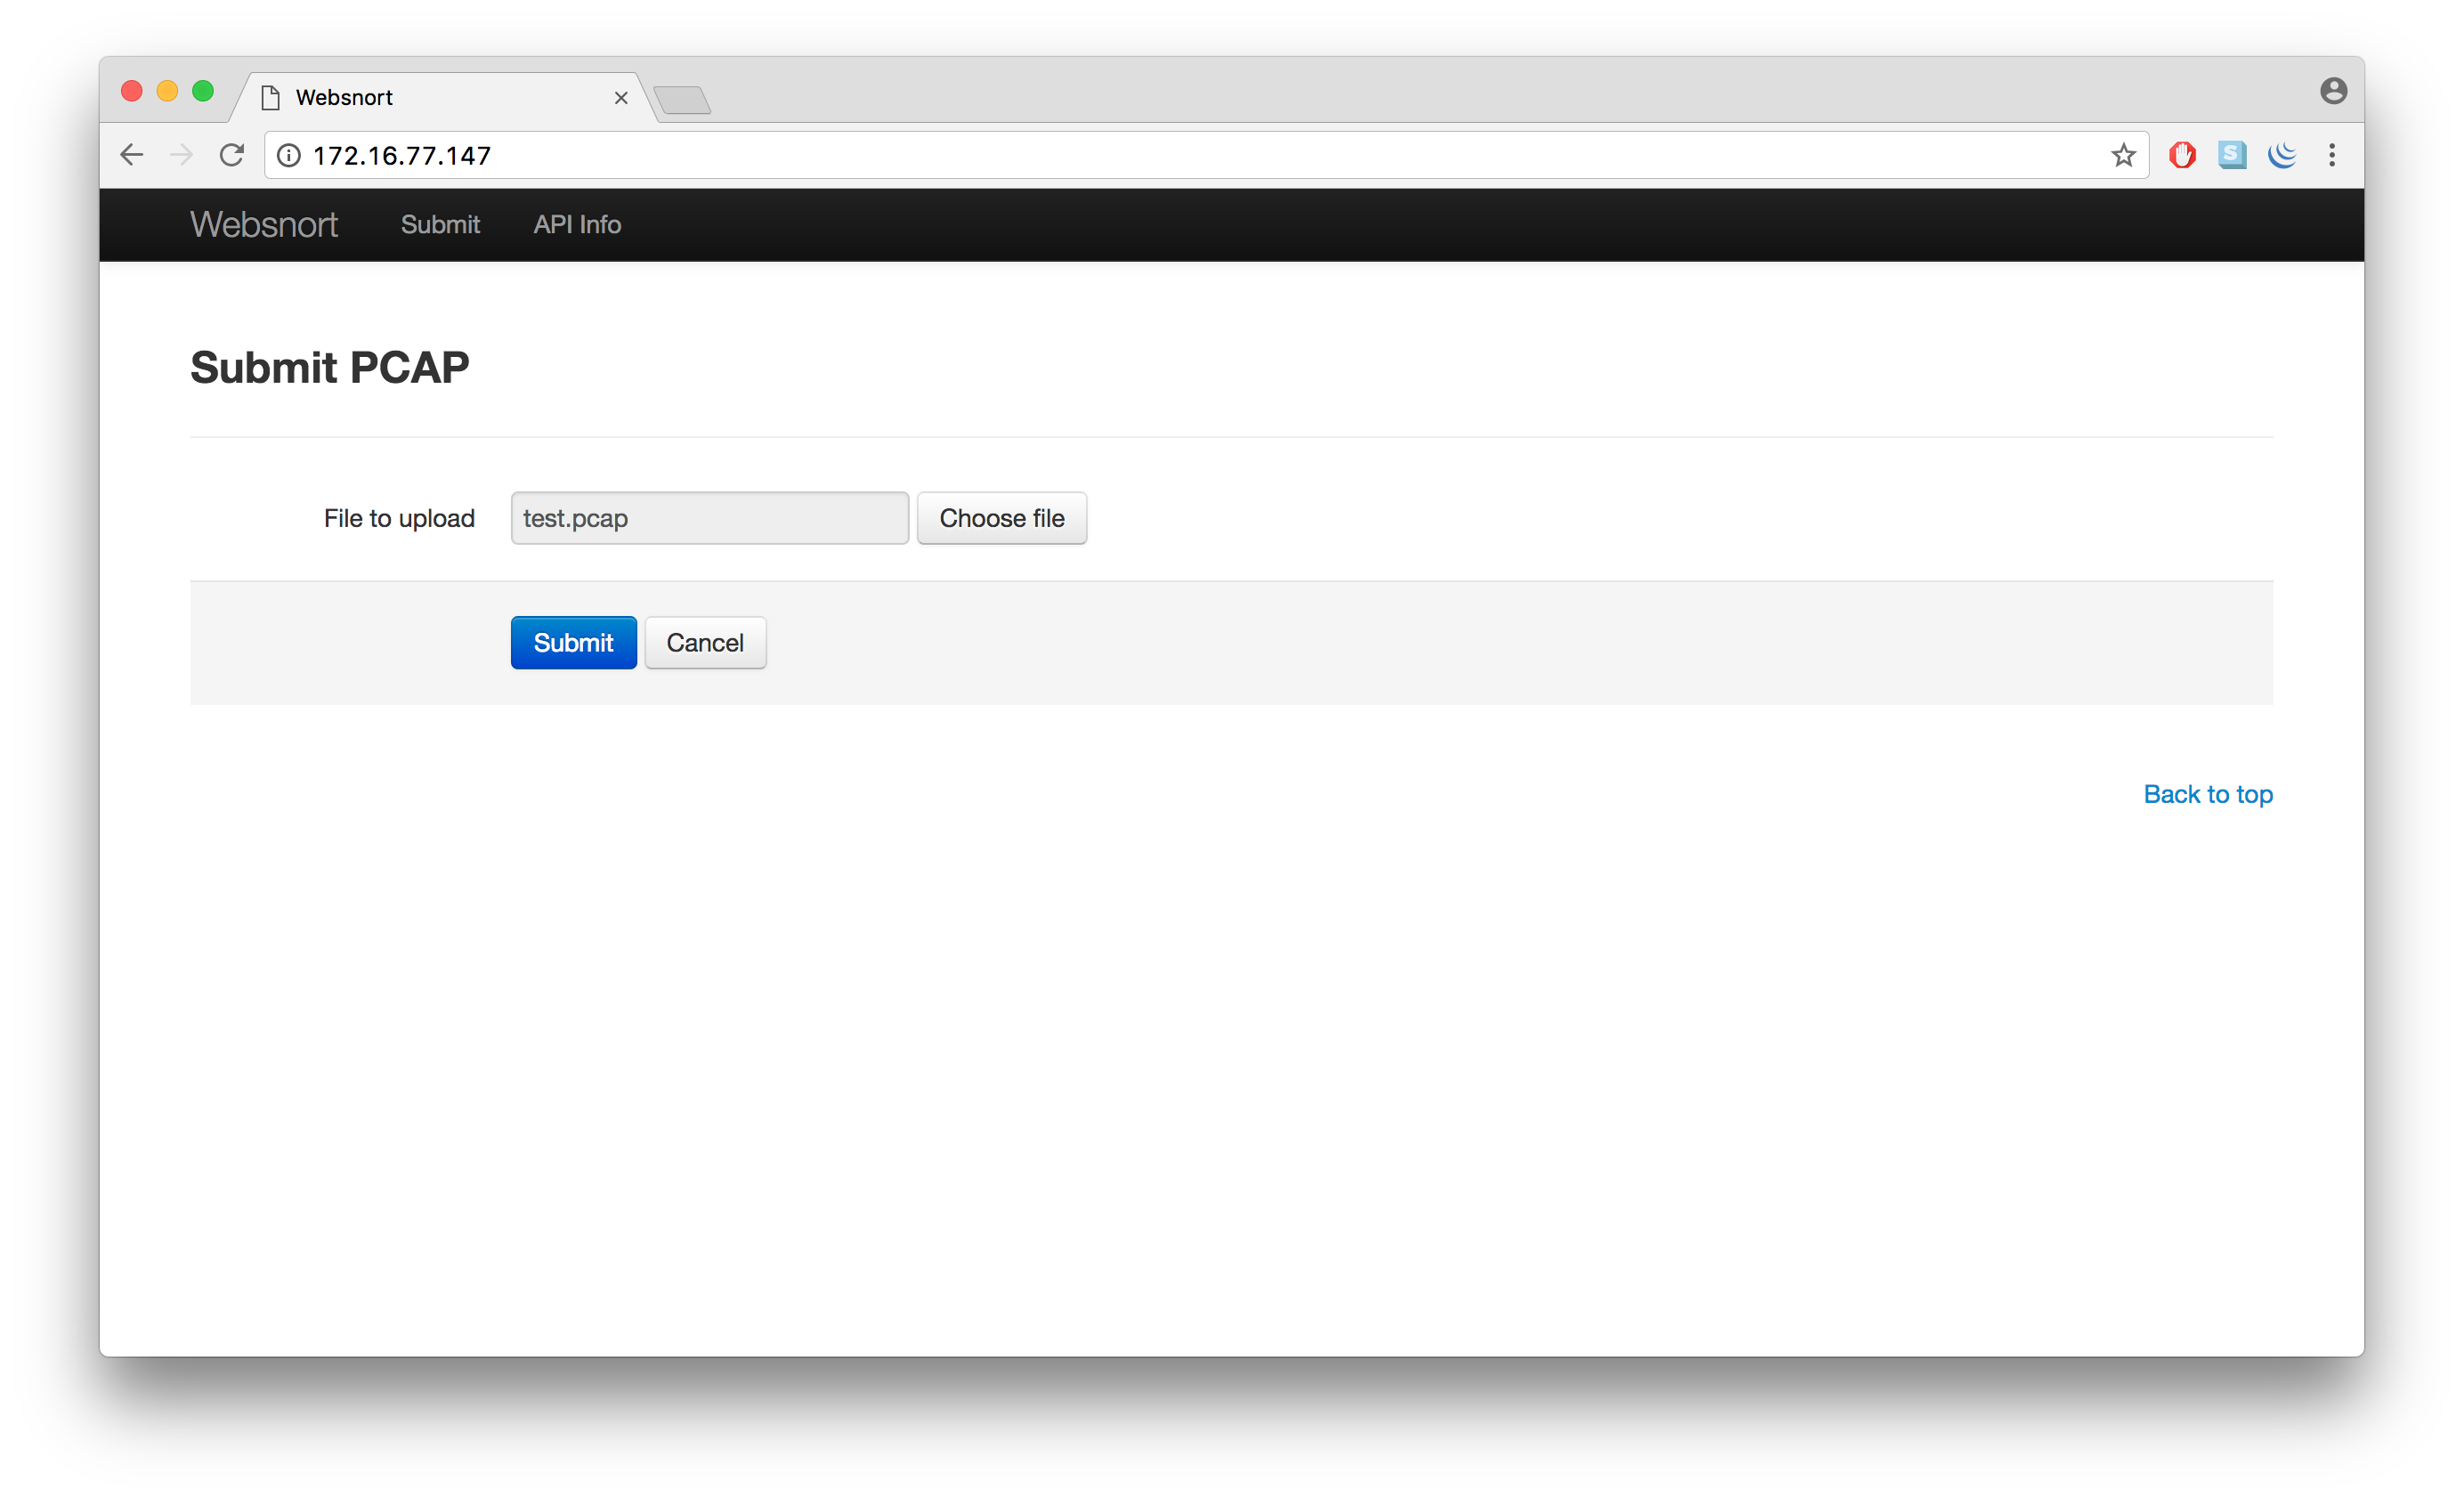 Websnort
172.16.77.147
S
Websnort Submit API Info
Submit PCAP
File to upload test.pcap Choose file
Submit Cancel
Back to top